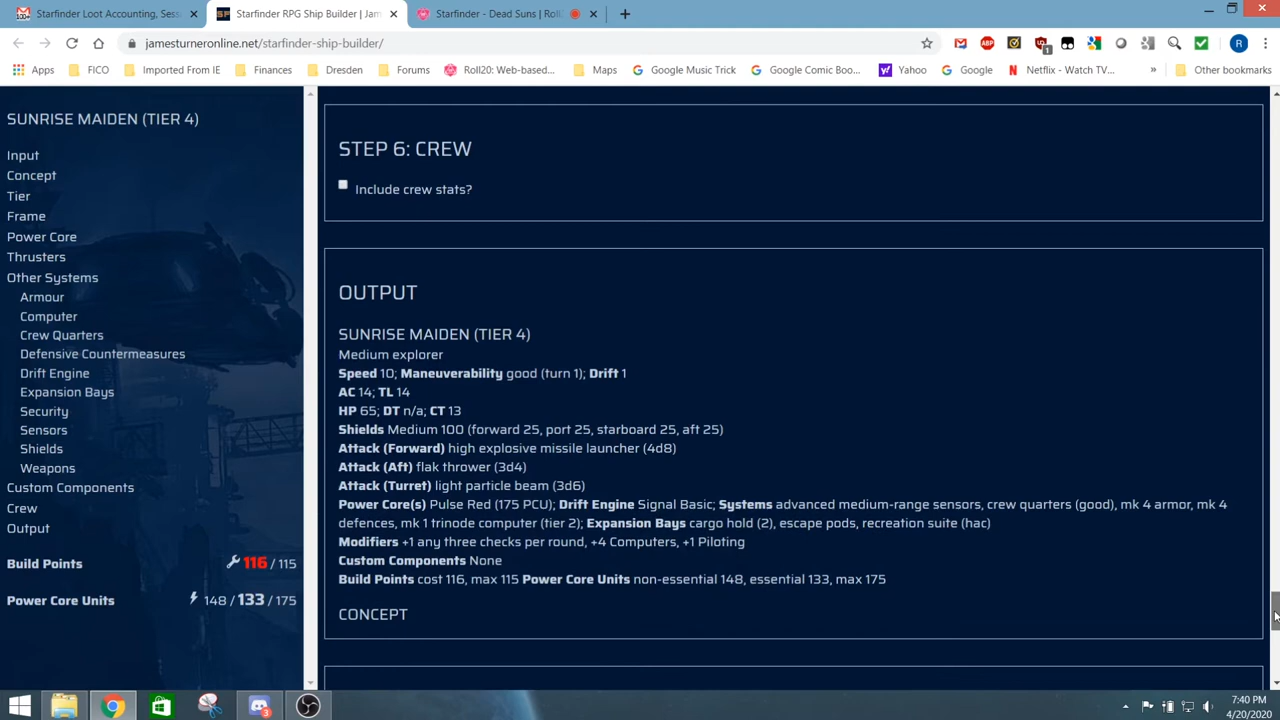 Starfinder Loot Accounting, Sess
Starfinder RPG Ship Builder | Jam
Starfinder - Dead Suns | Roll
jamesturneronline.net/starfinder-ship-builder/
Apps
FICO
Imported From IE
Finances
Dresden
Forums
Roll20: Web-based...
Maps
Google Music Trick
Google Comic Boo...
Yahoo
Google
Netflix - Watch TV...
»
Other bookmarks
SUNRISE MAIDEN (TIER 4)
Input
Concept
Tier
Frame
Power Core
Thrusters
Other Systems
Armour
Computer
Crew Quarters
Defensive Countermeasures
Drift Engine
Expansion Bays
Security
Sensors
Shields
Weapons
Custom Components
Crew
Output
Build Points 116 / 115
Power Core Units 148 / 133 / 175
STEP 6: CREW
Include crew stats?
OUTPUT
SUNRISE MAIDEN (TIER 4)
Medium explorer
Speed 10; Maneuverability good (turn 1); Drift 1
AC 14; TL 14
HP 65; DT n/a; CT 13
Shields Medium 100 (forward 25, port 25, starboard 25, aft 25)
Attack (Forward) high explosive missile launcher (4d8)
Attack (Aft) flak thrower (3d4)
Attack (Turret) light particle beam (3d6)
Power Core(s) Pulse Red (175 PCU); Drift Engine Signal Basic; Systems advanced medium-range sensors, crew quarters (good), mk 4 armor, mk 4
defences, mk 1 trinode computer (tier 2); Expansion Bays cargo hold (2), escape pods, recreation suite (hac)
Modifiers +1 any three checks per round, +4 Computers, +1 Piloting
Custom Components None
Build Points cost 116, max 115 Power Core Units non-essential 148, essential 133, max 175
CONCEPT
7:40 PM
4/20/2020